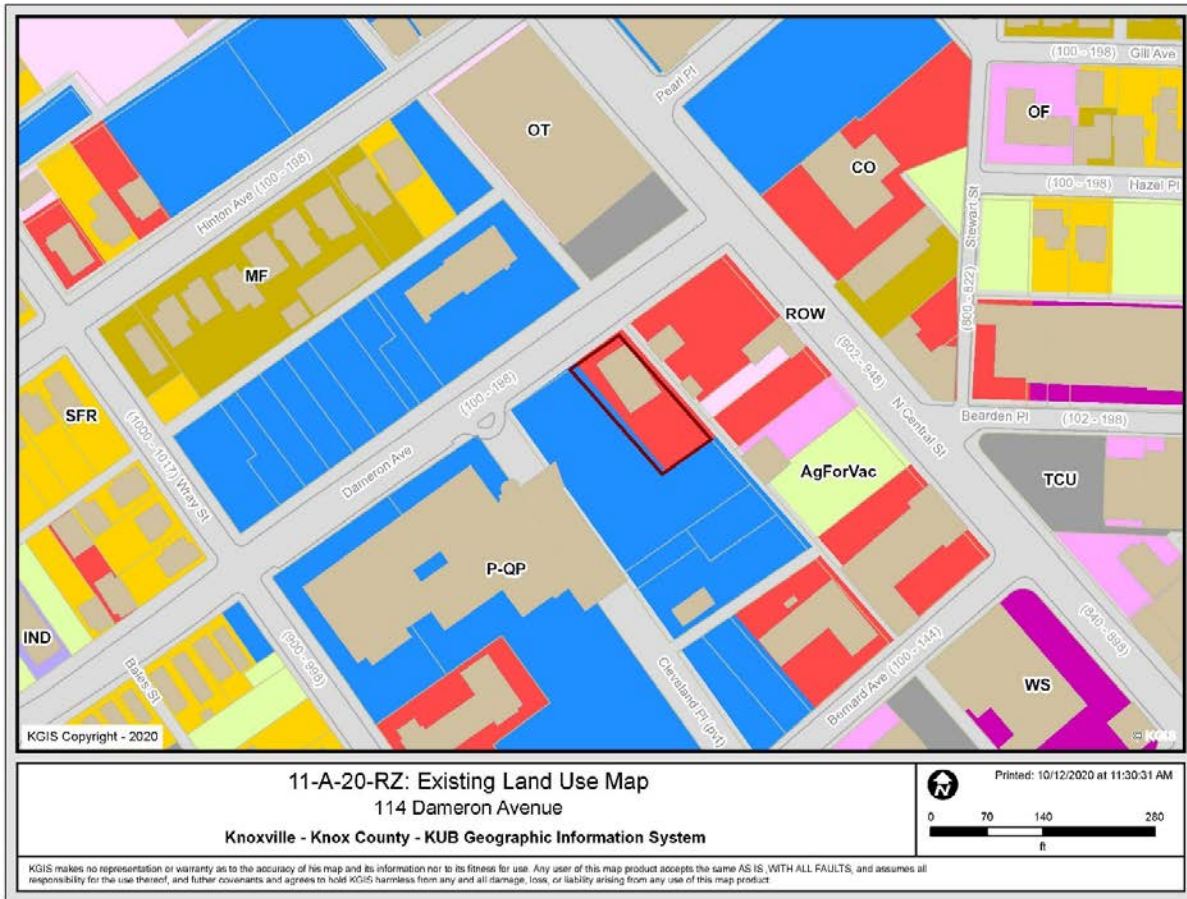 (100 - 198)
Gill Ave
Pearl Pl
OT
OF
CO
Hinton Ave (100 - 198)
(100 - 198)
Hazel Pl
Stewart St
(800 - 822)
MF
ROW
(902 - 948)
N Central St
SFR
(1000 - 1017) Wray St
(100 - 198)
Dameron Ave
Bearden Pl
(102 - 198)
AgForVac
TCU
P-QP
IND
Bales St
(900 - 998)
Cleveland Pl (pvt)
Bernard Ave (100 - 144)
(840 - 898)
WS
KGIS Copyright - 2020
© KGIS
11-A-20-RZ: Existing Land Use Map
114 Dameron Avenue
Knoxville - Knox County - KUB Geographic Information System
N
Printed: 10/12/2020 at 11:30:31 AM
0 70 140 280
ft
KGIS makes no representation or warranty as to the accuracy of his map and its information nor to its fitness for use. Any user of this map product accepts the same AS IS ,WITH ALL FAULTS, and assumes all
responsibility for the use thereof, and futher covenants and agrees to hold KGIS harmless from any and all damage, loss, or liability arising from any use of this map product.